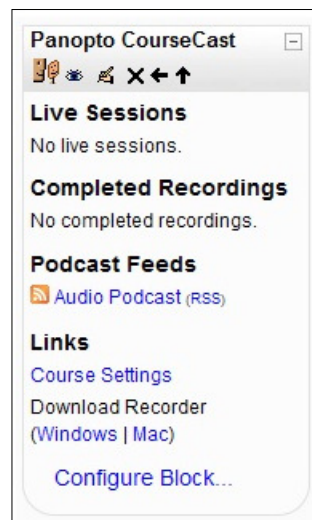 Panopto CourseCast
Live Sessions
No live sessions.
Completed Recordings
No completed recordings.
Podcast Feeds
Audio Podcast (RSS)
Links
Course Settings
Download Recorder
(Windows | Mac)
Configure Block...